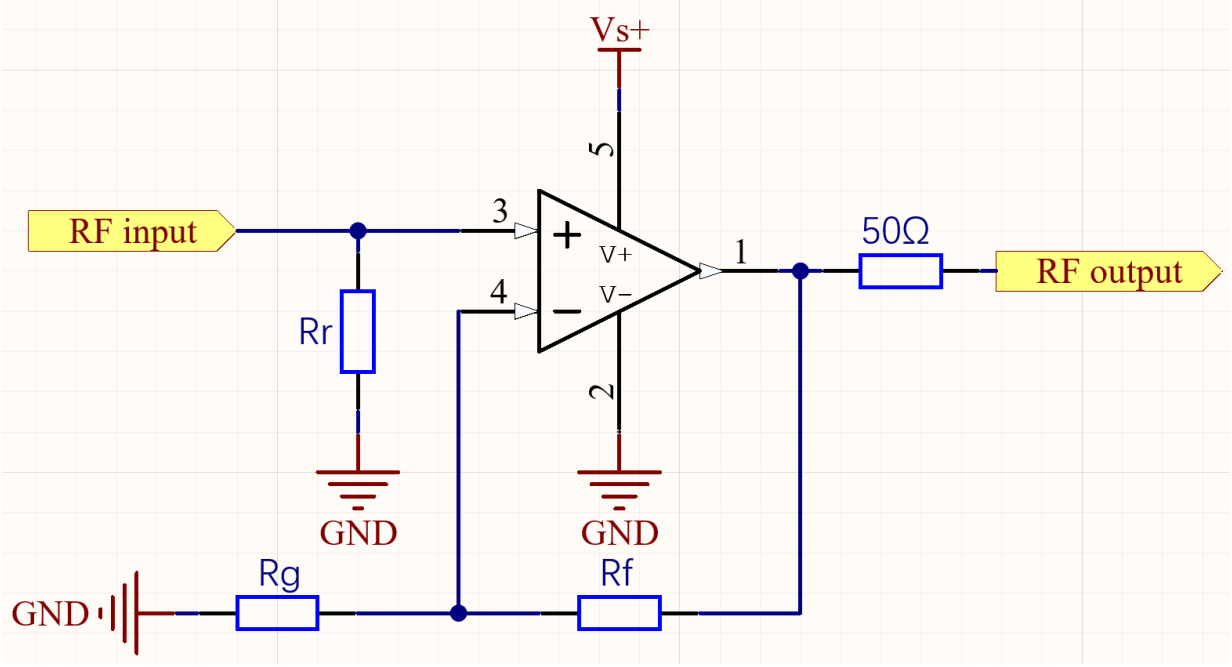 Vs+
5
RF input
3
+
V+
1
50Ω
RF output
4
V−
−
Rr
2
GND
GND
Rg
Rf
GND